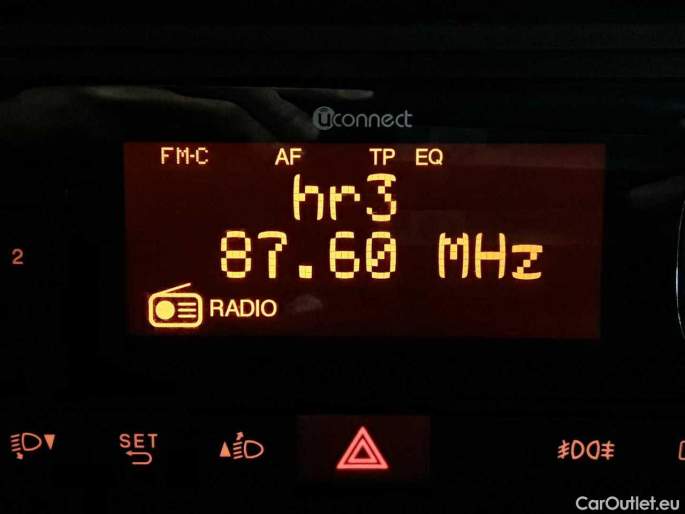 uconnect
FM-C AF TP EQ
hr3
87.60 MHz
2
RADIO
SET
CarOutlet.eu